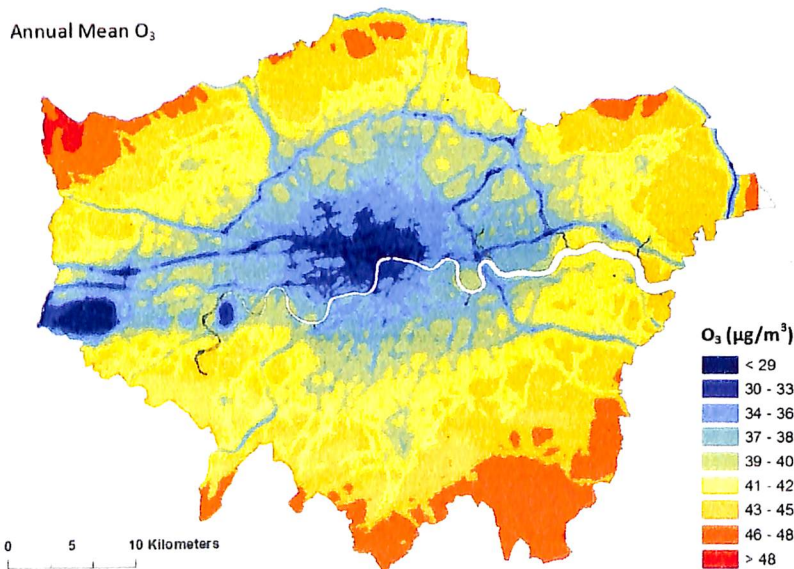 Annual Mean O₃
O₃ (µg/m³)
< 29
30 - 33
34 - 36
37 - 38
39 - 40
41 - 42
43 - 45
46 - 48
> 48
0 5 10 Kilometers